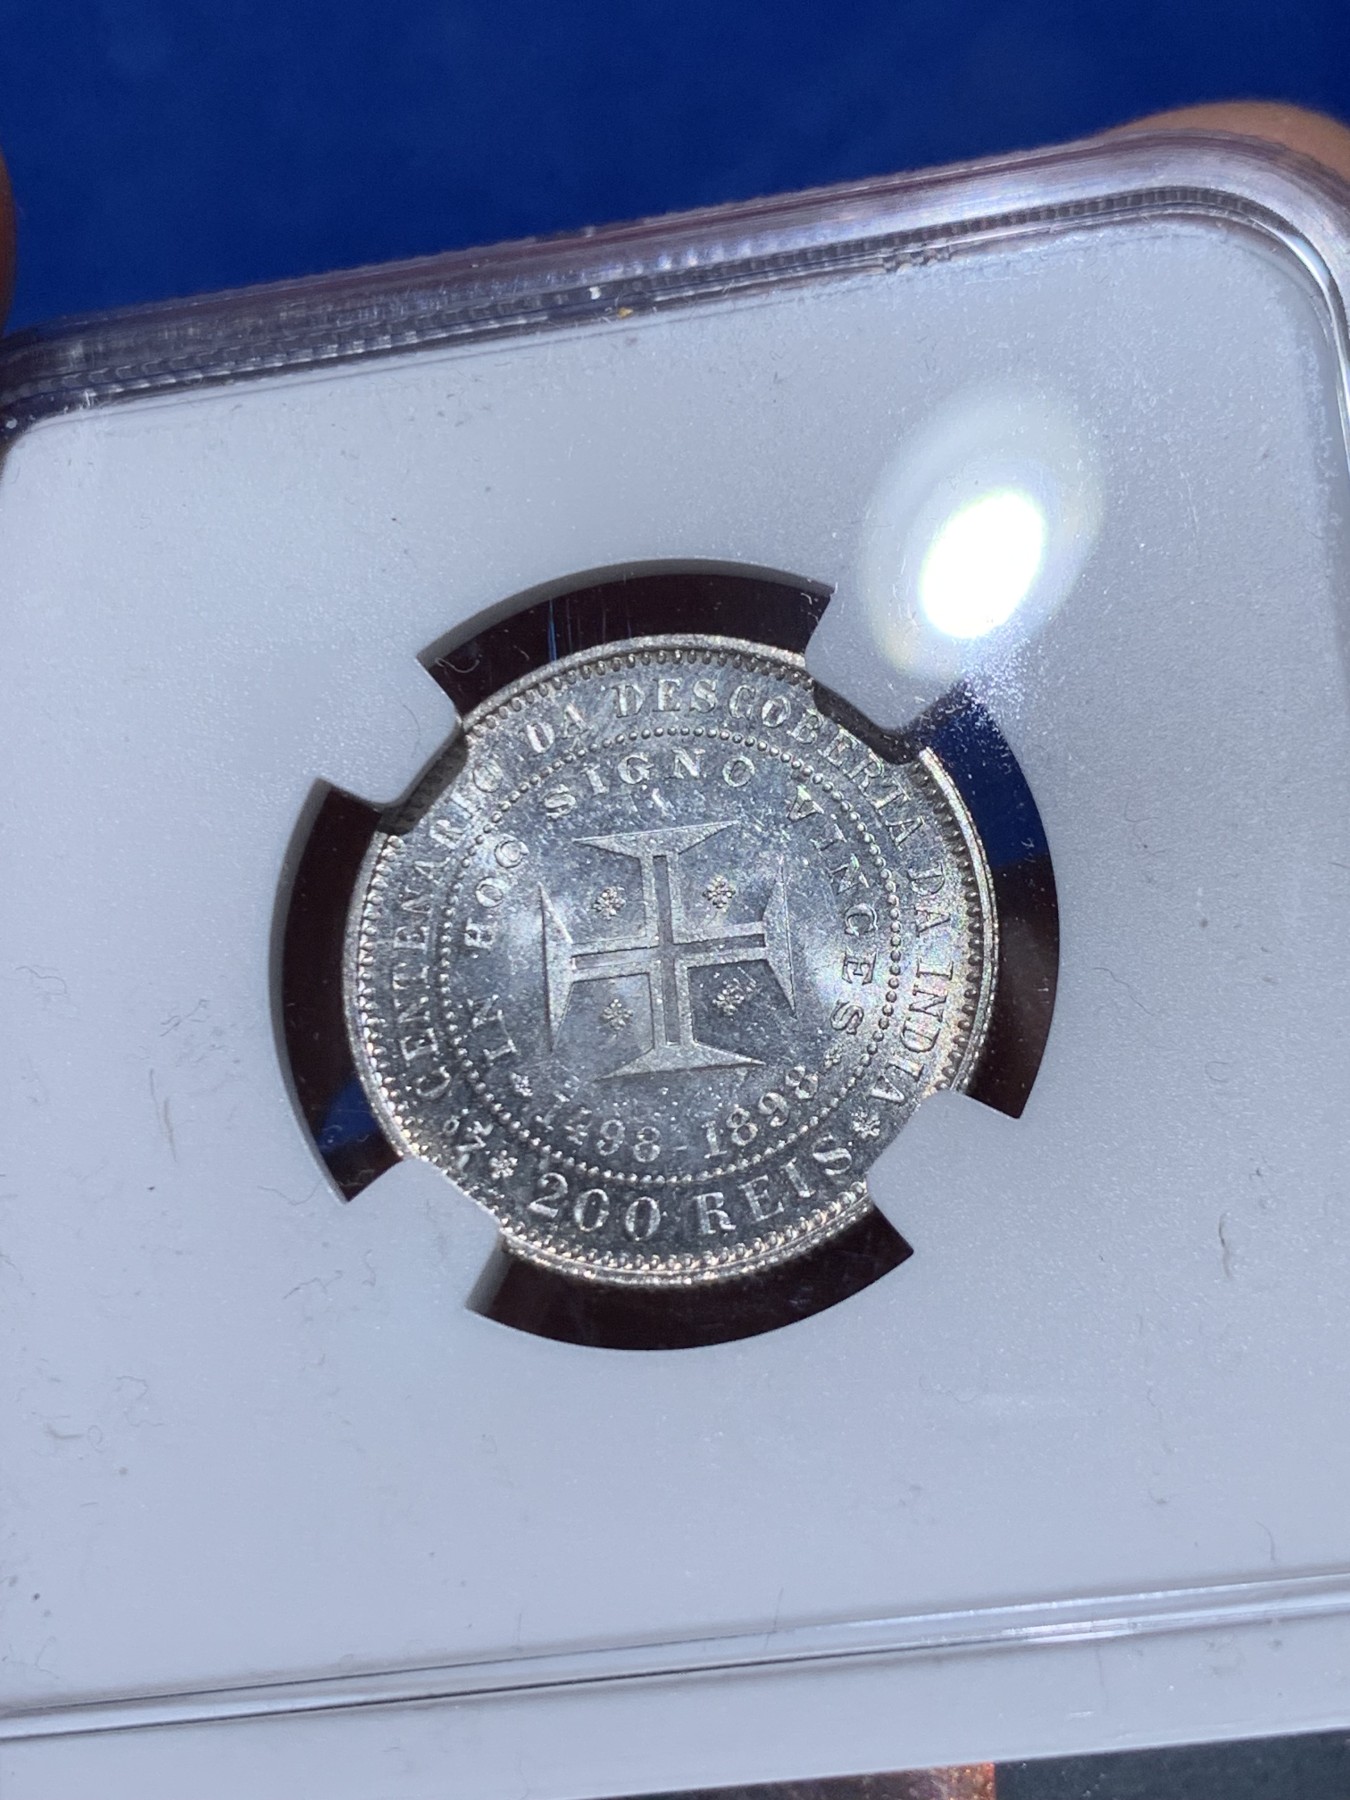 4º CENTENARIO DA DESCOBERTA DA INDIA
IN HOC SIGNO VINCES
1498-1898
200 REIS